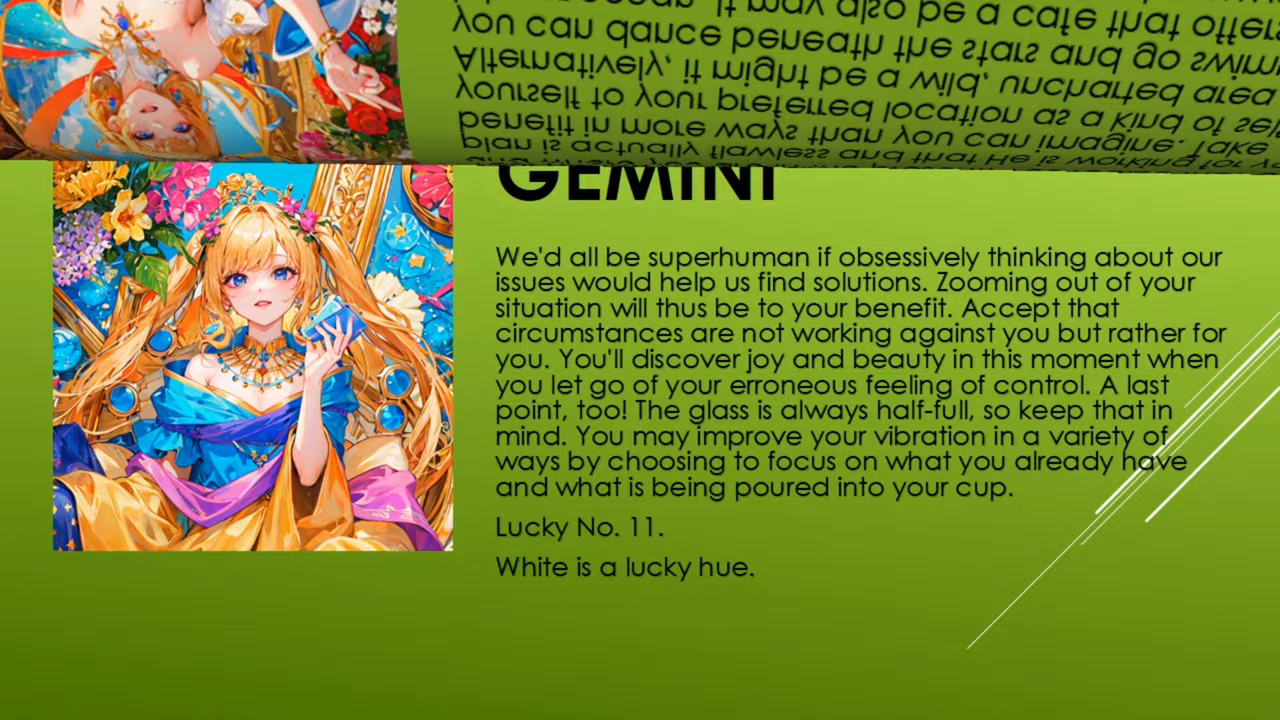 you can dance beneath the stars and go
Alternatively, it might be a wild, uncharted area
yourself to your preferred location as a kind of
benefit in more ways than you can imagine. Take
plan is actually flawless and that He is working for
GEMINI
We'd all be superhuman if obsessively thinking about our
issues would help us find solutions. Zooming out of your
situation will thus be to your benefit. Accept that
circumstances are not working against you but rather for
you. You'll discover joy and beauty in this moment when
you let go of your erroneous feeling of control. A last
point, too! The glass is always half-full, so keep that in
mind. You may improve your vibration in a variety of
ways by choosing to focus on what you already have
and what is being poured into your cup.
Lucky No. 11.
White is a lucky hue.